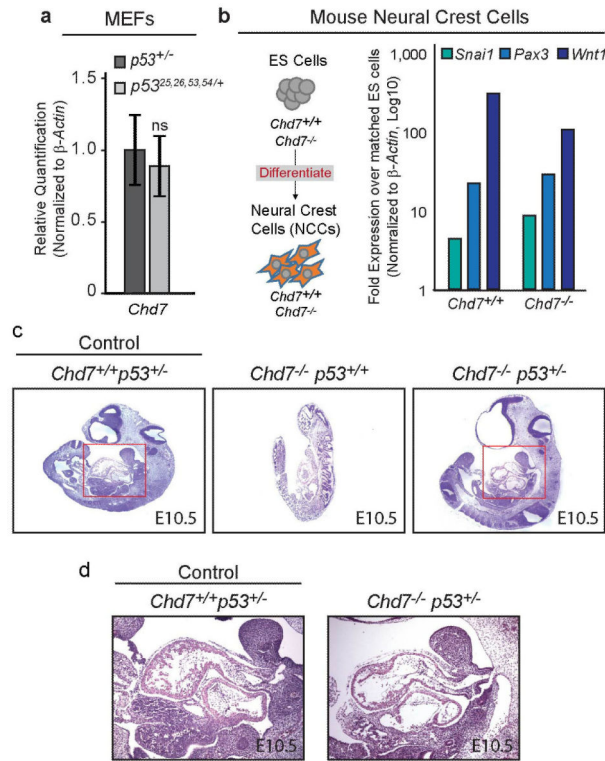 a
MEFs
p53+/-
p5325,26,53,54/+
Relative Quantification
(Normalized to β-Actin)
1.5
1.0
0.5
0.0
ns
Chd7
b
Mouse Neural Crest Cells
ES Cells
Chd7+/+
Chd7-/-
Differentiate
Neural Crest
Cells (NCCs)
Chd7+/+
Chd7-/-
Fold Expression over matched ES cells
(Nomralized to β-Actin, Log10)
1,000
100
10
1
Snai1 Pax3 Wnt1
Chd7+/+ Chd7-/-
c
Control
Chd7+/+p53+/-
Chd7-/- p53+/+
Chd7-/- p53+/-
E10.5
E10.5
E10.5
d
Control
Chd7+/+p53+/-
Chd7-/- p53+/-
E10.5
E10.5